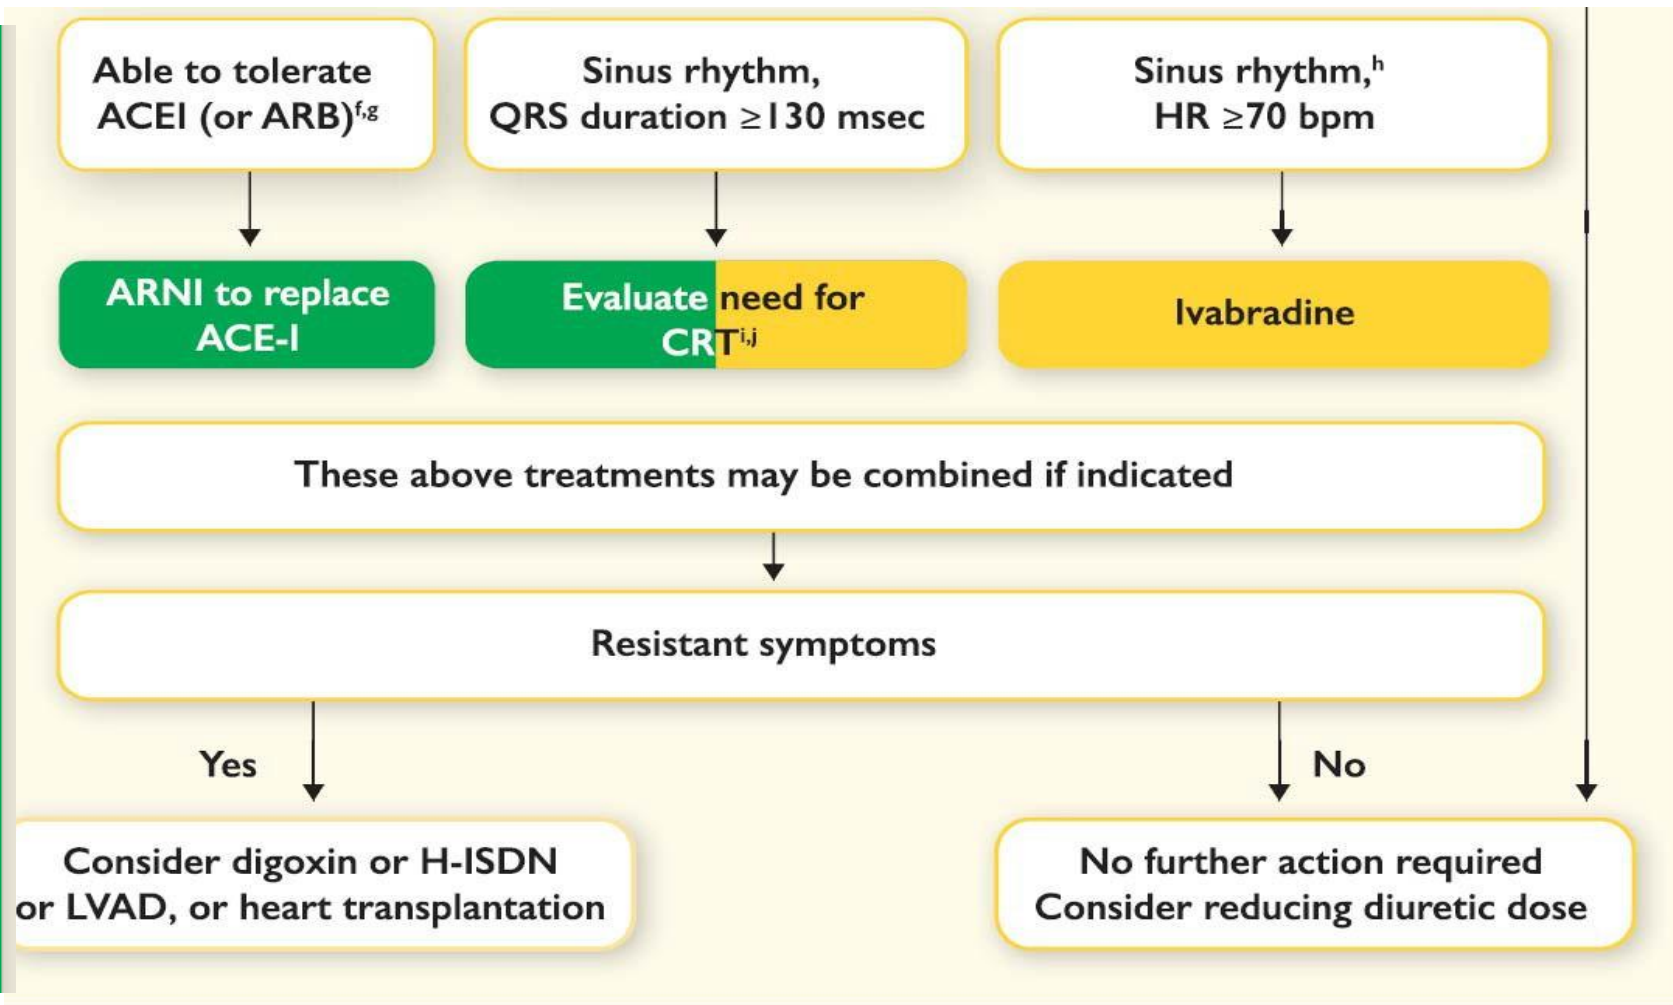 Able to tolerate
ACEI (or ARB)f,g
Sinus rhythm,
QRS duration ≥130 msec
Sinus rhythm,h
HR ≥70 bpm
ARNI to replace
ACE-I
Evaluate need for
CRTi,j
Ivabradine
These above treatments may be combined if indicated
Resistant symptoms
Yes
No
Consider digoxin or H-ISDN
or LVAD, or heart transplantation
No further action required
Consider reducing diuretic dose